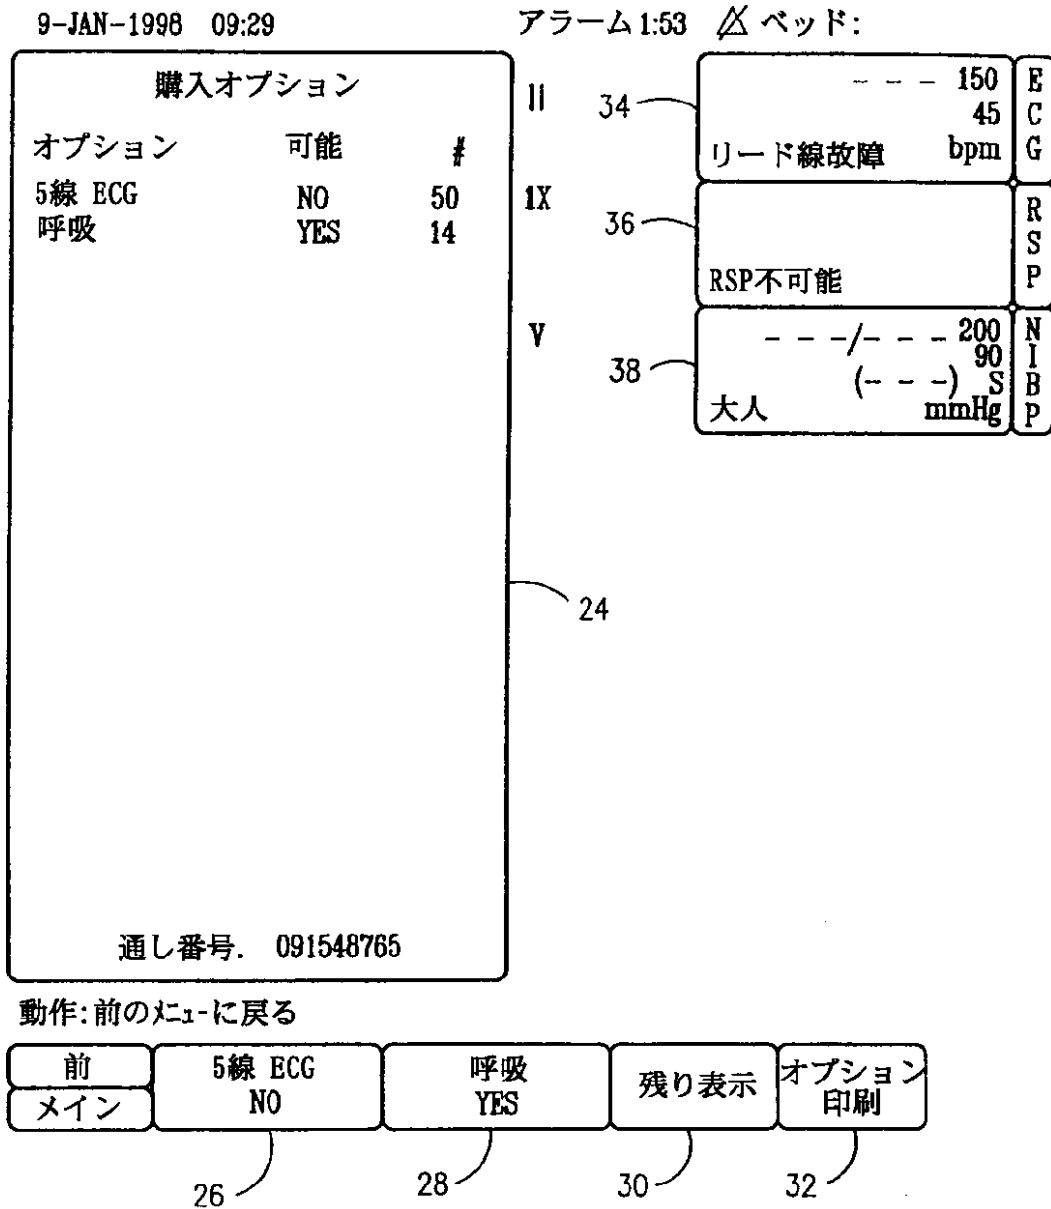 9-JAN-1998 09:29
アラーム 1:53 ベッド:
購入オプション
オプション 可能 #
5線 ECG NO 50
呼吸 YES 14
通し番号. 091548765
II
1X
V
34
- - - 150
45
リード線故障 bpm
ECG
36
RSP不可能
RSP
38
- - -/- - - 200
90
(- - -) S
大人 mmHg
NIBP
24
動作:前のメニューに戻る
前
メイン
5線 ECG
NO
呼吸
YES
残り表示
オプション
印刷
26
28
30
32